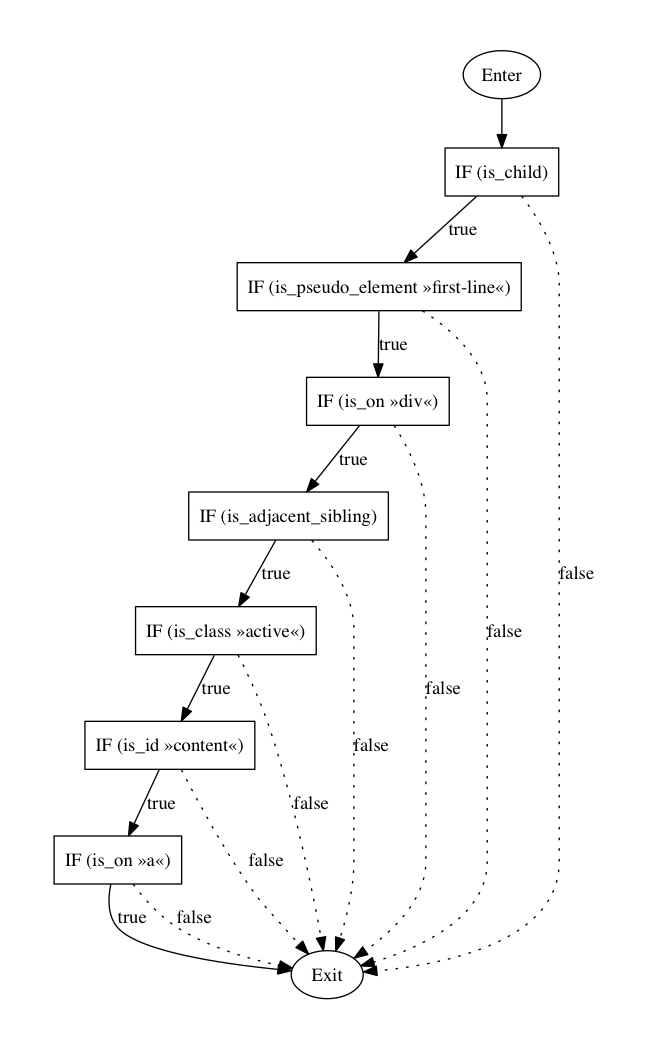 Enter
IF (is_child)
true
IF (is_pseudo_element »first-line«)
true
IF (is_on »div«)
true
IF (is_adjacent_sibling)
true
false
IF (is_class »active«)
false
true
false
IF (is_id »content«)
false
true
false
IF (is_on »a«)
false
true
false
Exit